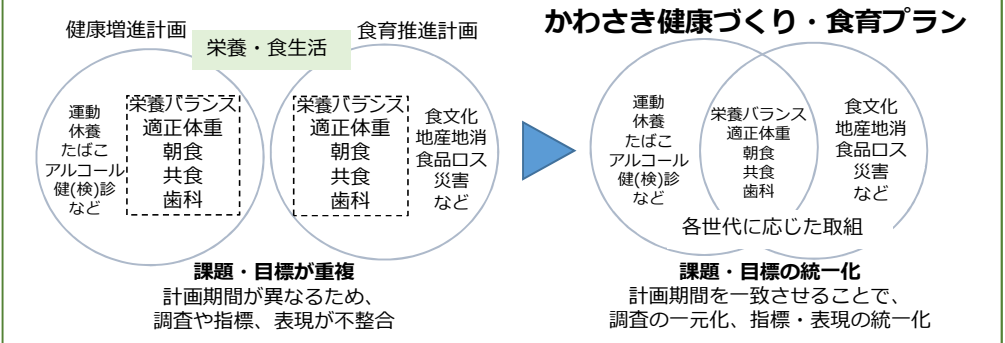 健康増進計画
栄養・食生活
食育推進計画
運動
休養
たばこ
アルコール
健(検)診
など
栄養バランス
適正体重
朝食
共食
歯科
栄養バランス
適正体重
朝食
共食
歯科
食文化
地産地消
食品ロス
災害
など
課題・目標が重複
計画期間が異なるため、
調査や指標、表現が不整合
かわさき健康づくり・食育プラン
運動
休養
たばこ
アルコール
健(検)診
など
栄養バランス
適正体重
朝食
共食
歯科
食文化
地産地消
食品ロス
災害
など
各世代に応じた取組
課題・目標の統一化
計画期間を一致させることで、
調査の一元化、指標・表現の統一化